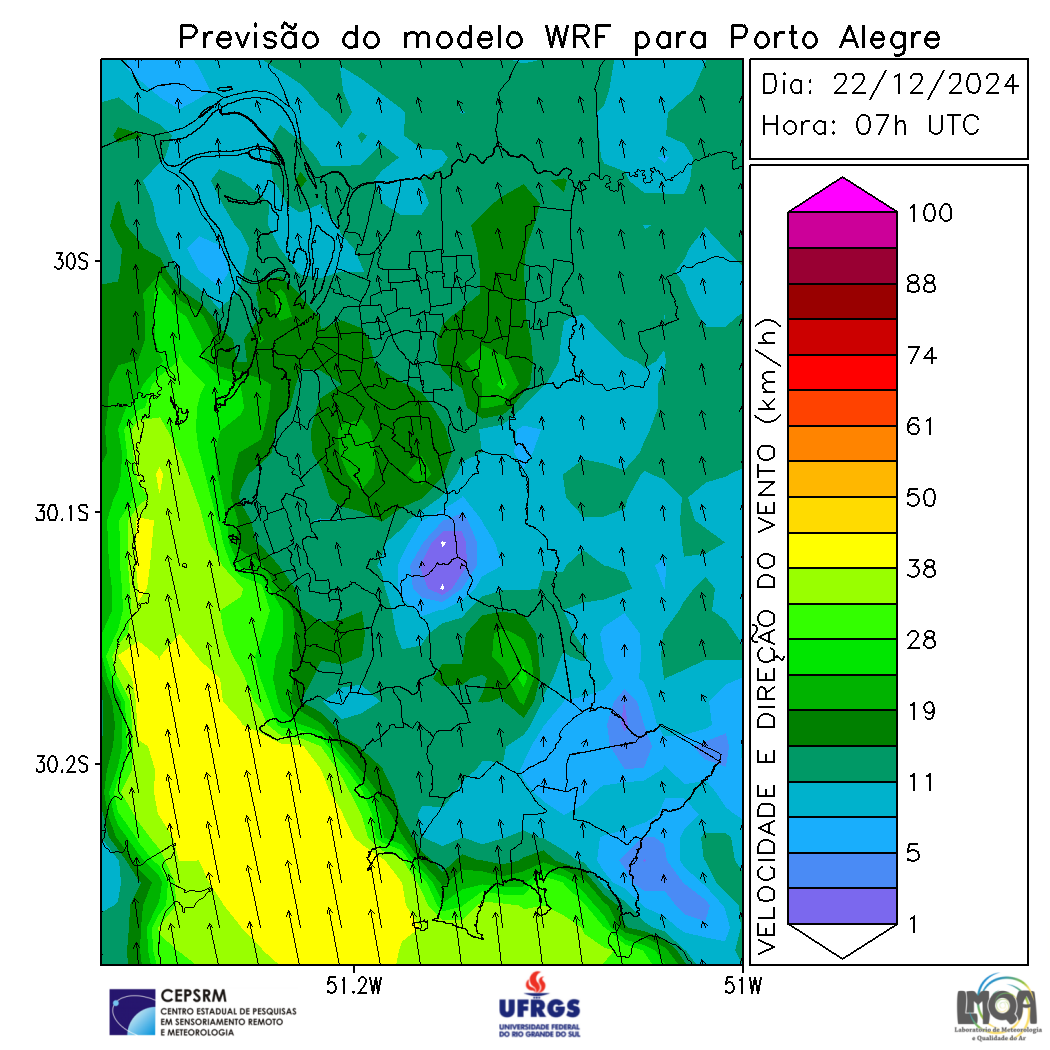 Previsão do modelo WRF para Porto Alegre
Dia: 22/12/2024
Hora: 07h UTC
30S
30.1S
30.2S
51.2W
51W
VELOCIDADE E DIREÇÃO DO VENTO (km/h)
100
88
74
61
50
38
28
19
11
5
1
CEPSRM
CENTRO ESTADUAL DE PESQUISAS
EM SENSORIAMENTO REMOTO
E METEOROLOGIA
UFRGS
UNIVERSIDADE FEDERAL
DO RIO GRANDE DO SUL
LMQA
Laboratório de Meteorologia
e Qualidade do Ar